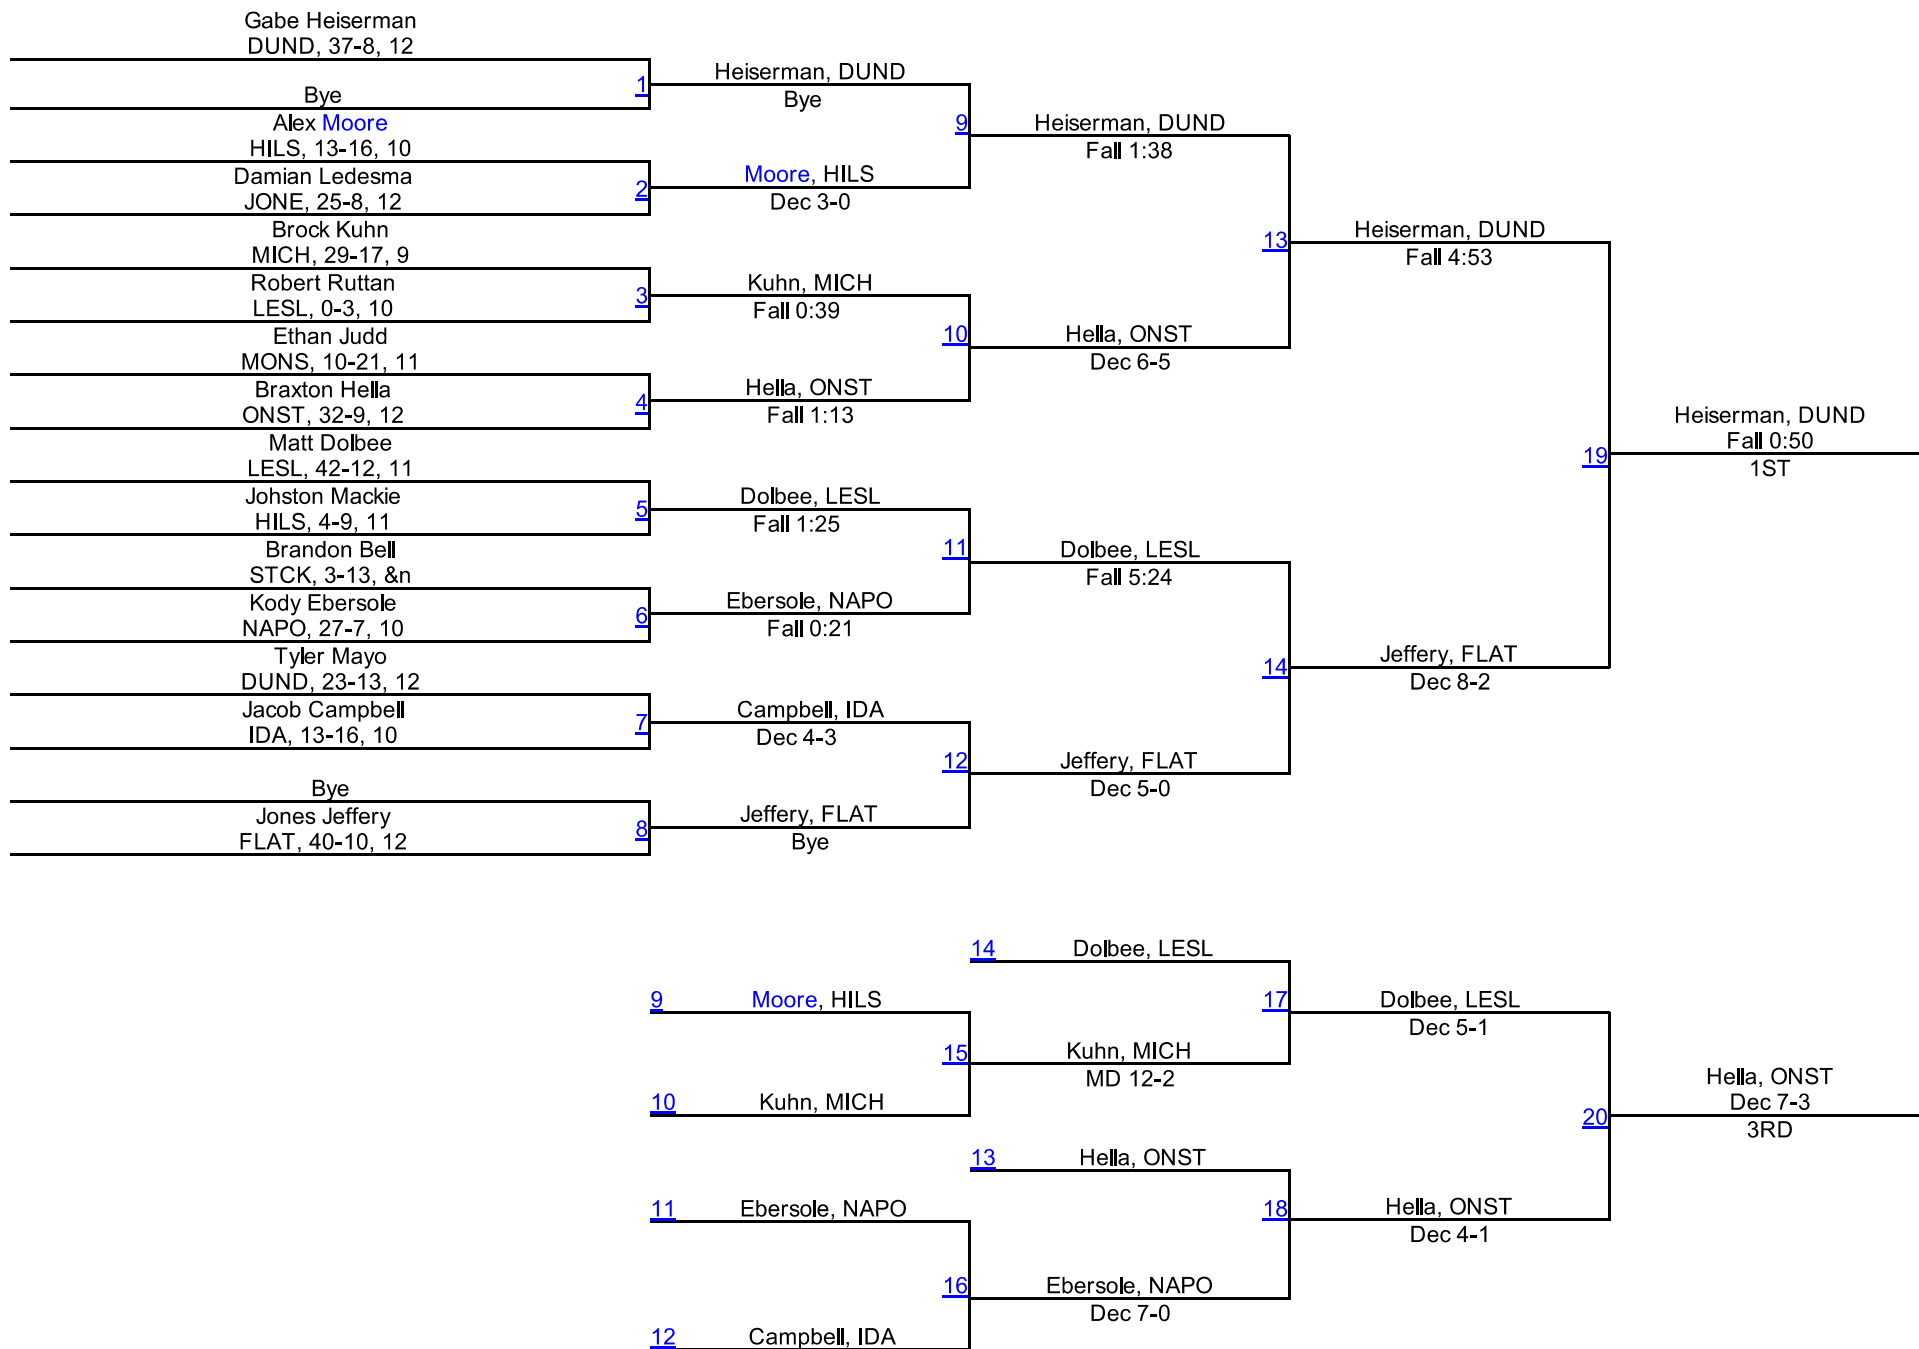 Gabe Heiserman
DUND, 37-8, 12
Bye
1
Alex Moore
HILS, 13-16, 10
Damian Ledesma
JONE, 25-8, 12
2
Brock Kuhn
MICH, 29-17, 9
Robert Ruttan
LESL, 0-3, 10
3
Ethan Judd
MONS, 10-21, 11
Braxton Hella
ONST, 32-9, 12
4
Matt Dolbee
LESL, 42-12, 11
Johston Mackie
HILS, 4-9, 11
5
Brandon Bell
STCK, 3-13, &n
Kody Ebersole
NAPO, 27-7, 10
6
Tyler Mayo
DUND, 23-13, 12
Jacob Campbell
IDA, 13-16, 10
7
Bye
Jones Jeffery
FLAT, 40-10, 12
8
Heiserman, DUND
Bye
9
Moore, HILS
Dec 3-0
Kuhn, MICH
Fall 0:39
10
Hella, ONST
Fall 1:13
Dolbee, LESL
Fall 1:25
11
Ebersole, NAPO
Fall 0:21
Campbell, IDA
Dec 4-3
12
Jeffery, FLAT
Bye
Heiserman, DUND
Fall 1:38
13
Hella, ONST
Dec 6-5
Dolbee, LESL
Fall 5:24
14
Jeffery, FLAT
Dec 5-0
Heiserman, DUND
Fall 4:53
19
Jeffery, FLAT
Dec 8-2
Heiserman, DUND
Fall 0:50
1ST
9
Moore, HILS
15
10
Kuhn, MICH
11
Ebersole, NAPO
16
12
Campbell, IDA
14
Dolbee, LESL
17
Kuhn, MICH
MD 12-2
13
Hella, ONST
18
Ebersole, NAPO
Dec 7-0
Dolbee, LESL
Dec 5-1
20
Hella, ONST
Dec 4-1
Hella, ONST
Dec 7-3
3RD